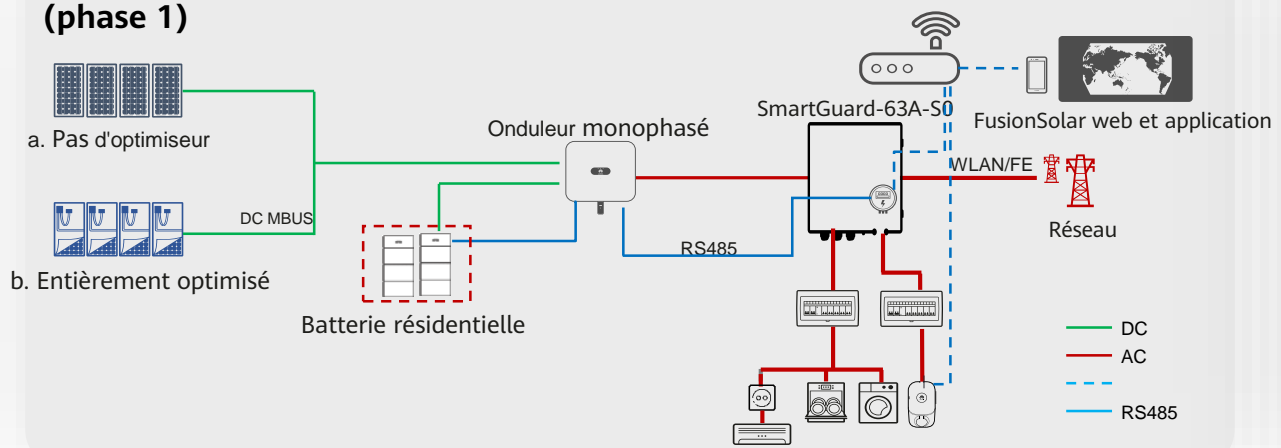 (phase 1)
a. Pas d'optimiseur
DC MBUS
b. Entièrement optimisé
Onduleur monophasé
Batterie résidentielle
RS485
SmartGuard-63A-S0
FusionSolar web et application
WLAN/FE
Réseau
DC
AC
RS485